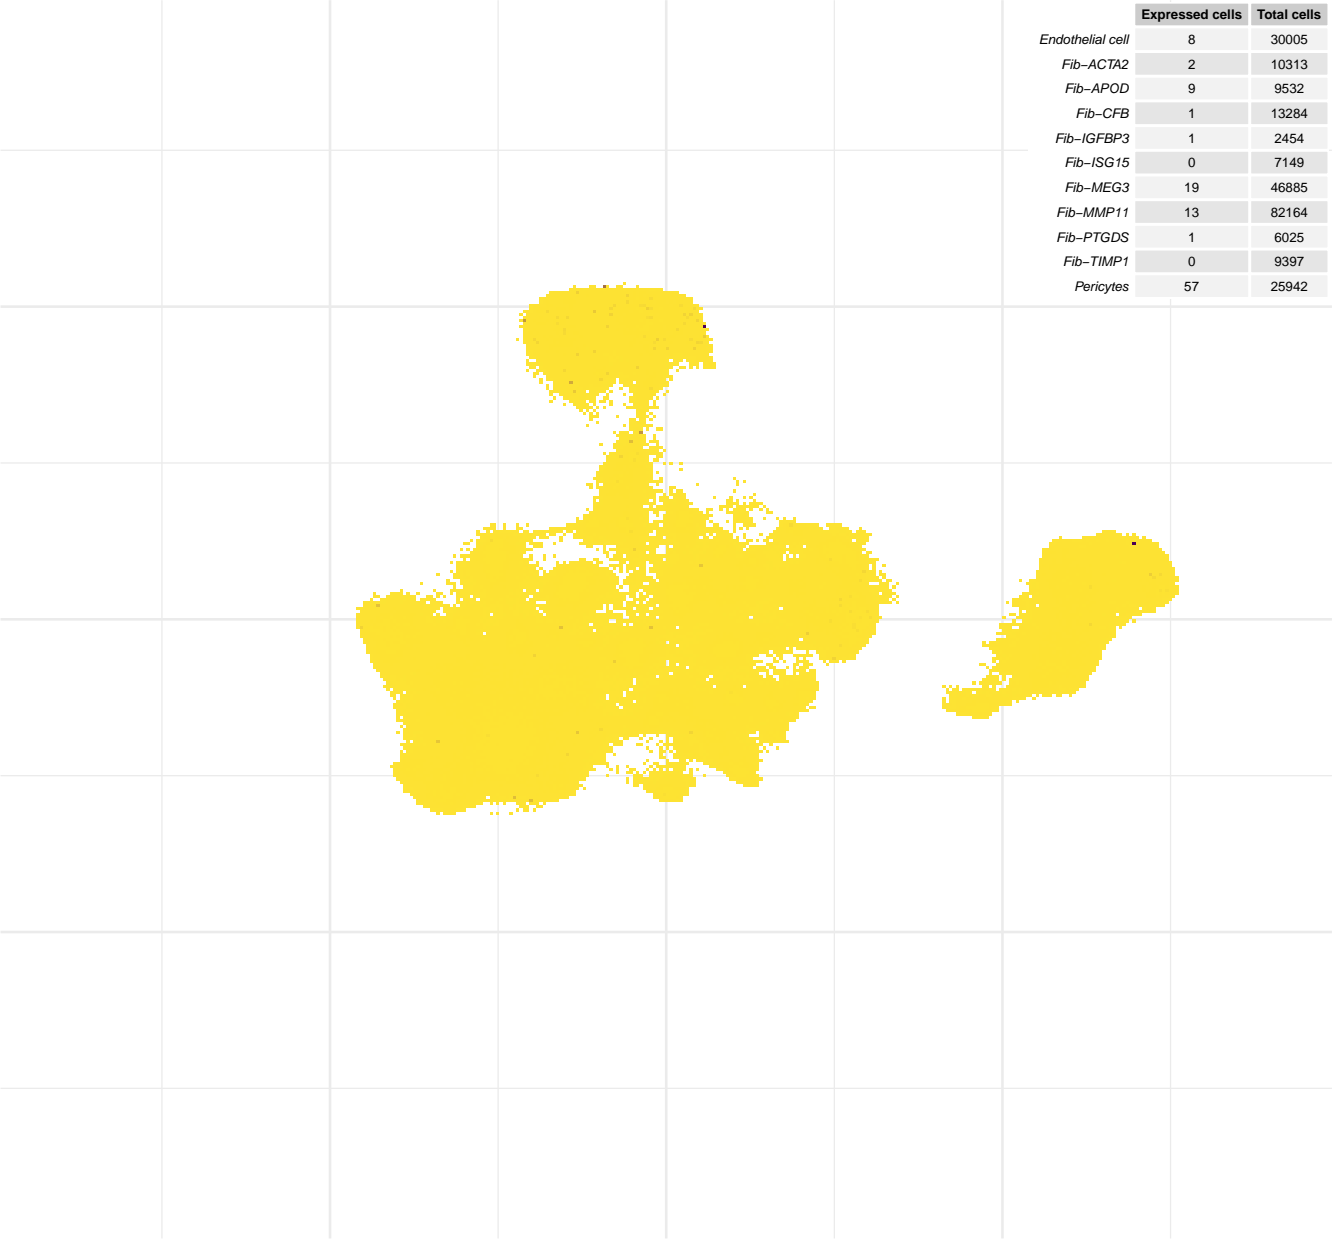 Expressed cells Total cells
Endothelial cell 8 30005
Fib−ACTA2 2 10313
Fib−APOD 9 9532
Fib−CFB 1 13284
Fib−IGFBP3 1 2454
Fib−ISG15 0 7149
Fib−MEG3 19 46885
Fib−MMP11 13 82164
Fib−PTGDS 1 6025
Fib−TIMP1 0 9397
Pericytes 57 25942